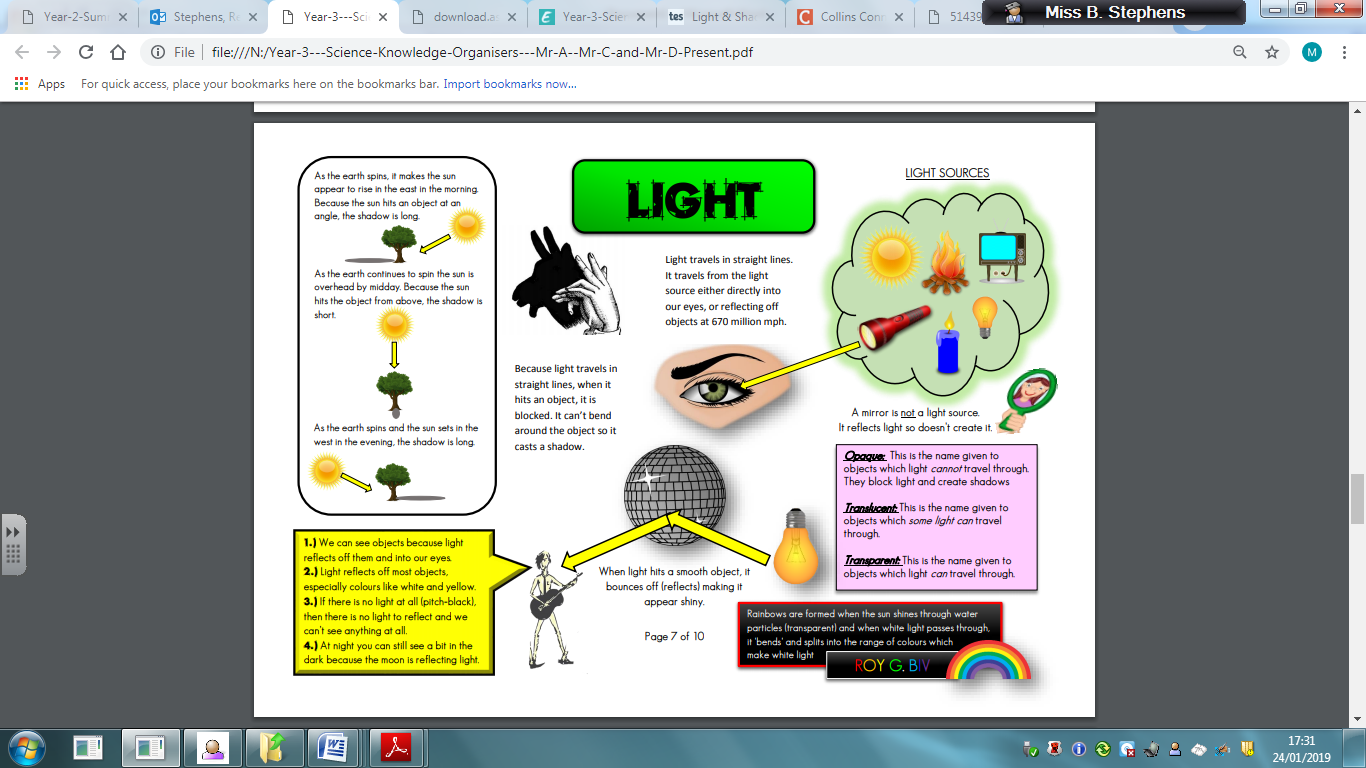 Year-2-Sum
Stephens, Re
Year-3---Sci
download.as
Year-3-Scien
tes Light & Sha
Collins Conn
51439
Miss B. Stephens
File
file:///N:/Year-3---Science-Knowledge-Organisers---Mr-A--Mr-C-and-Mr-D-Present.pdf
M
Apps
For quick access, place your bookmarks here on the bookmarks bar. Import bookmarks now...
As the earth spins, it makes the sun
appear to rise in the east in the morning.
Because the sun hits an object at an
angle, the shadow is long.
As the earth continues to spin the sun is
overhead by midday. Because the sun
hits the object from above, the shadow is
short.
As the earth spins and the sun sets in the
west in the evening, the shadow is long.
LIGHT
Light travels in straight lines.
It travels from the light
source either directly into
our eyes, or reflecting off
objects at 670 million mph.
Because light travels in
straight lines, when it
hits an object, it is
blocked. It can't bend
around the object so it
casts a shadow.
LIGHT SOURCES
A mirror is not a light source.
It reflects light so doesn't create it.
Opaque: This is the name given to
objects which light cannot travel through.
They block light and create shadows
Translucent: This is the name given to
objects which some light can travel
through.
Transparent: This is the name given to
objects which light can travel through.
1.) We can see objects because light
reflects off them and into our eyes.
2.) Light reflects off most objects,
especially colours like white and yellow.
3.) If there is no light at all (pitch-black),
then there is no light to reflect and we
can't see anything at all.
4.) At night you can still see a bit in the
dark because the moon is reflecting light.
When light hits a smooth object, it
bounces off (reflects) making it
appear shiny.
Page 7 of 10
Rainbows are formed when the sun shines through water
particles (transparent) and when white light passes through,
it 'bends' and splits into the range of colours which
make white light
ROY G. BIV
17:31
24/01/2019